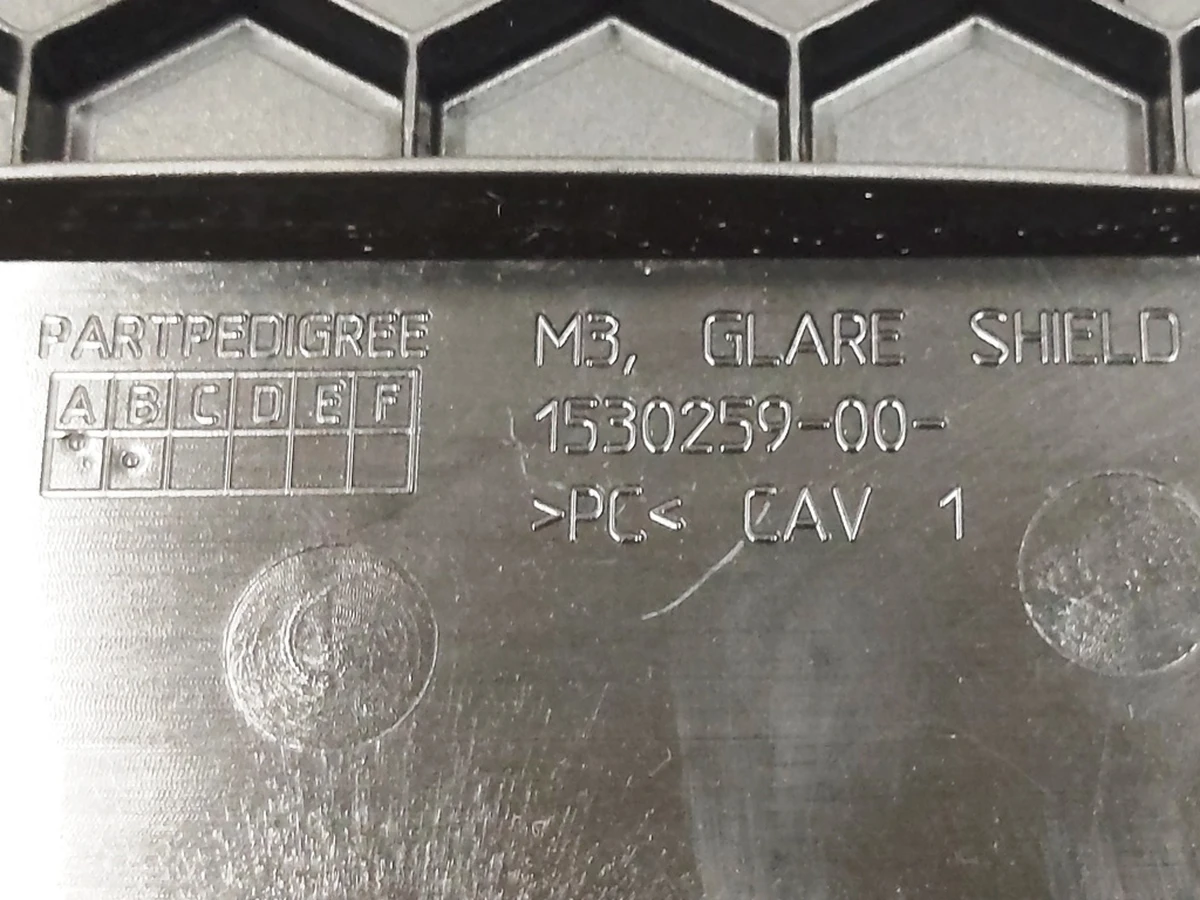 PARTPEDIGREE
A B C D E F
M3, GLARE SHIELD
1530259-00-
>PC< CAV 1